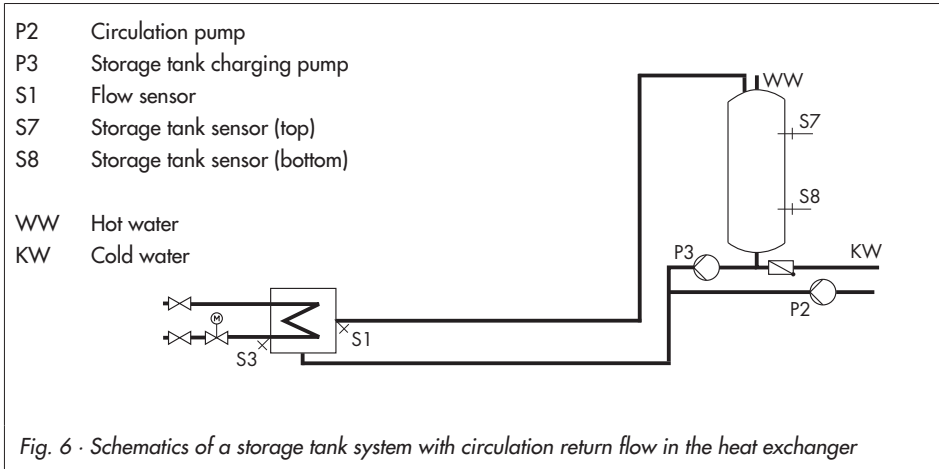 P2 Circulation pump
P3 Storage tank charging pump
S1 Flow sensor
S7 Storage tank sensor (top)
S8 Storage tank sensor (bottom)
WW Hot water
KW Cold water
WW
S7
S8
P3
KW
P2
M
S1
S3
Fig. 6 · Schematics of a storage tank system with circulation return flow in the heat exchanger